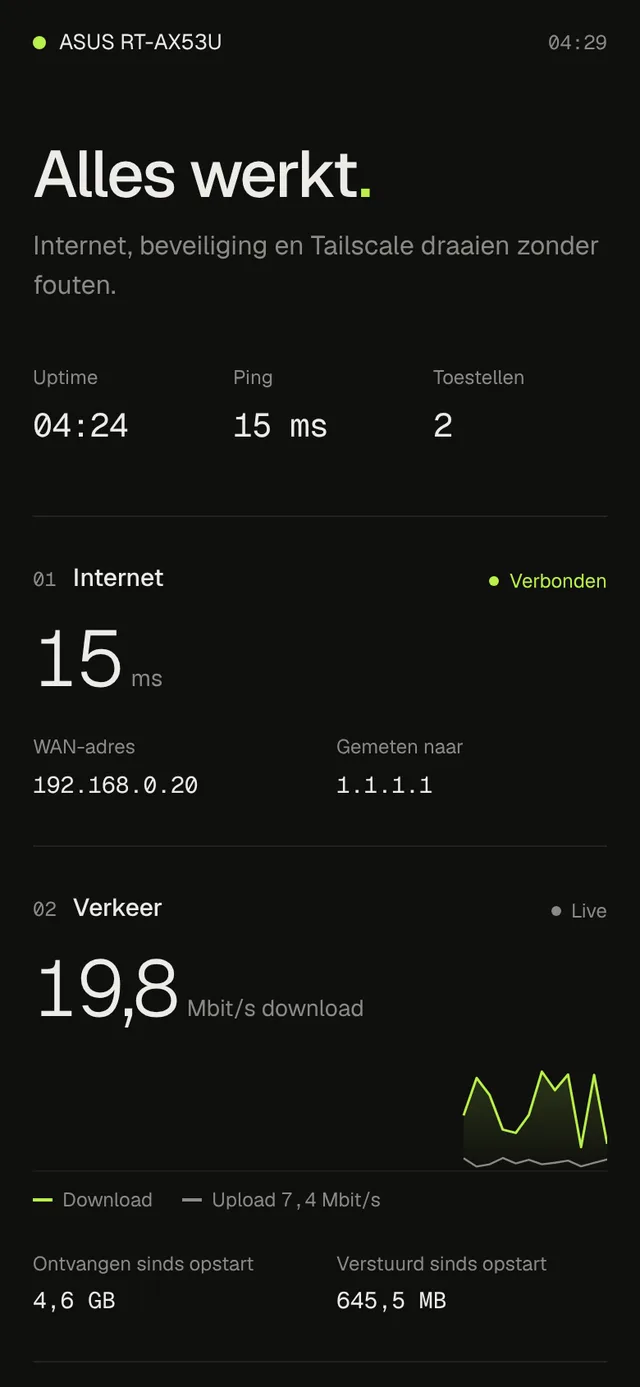 ASUS RT-AX53U
04:29
Alles werkt.
Internet, beveiliging en Tailscale draaien zonder
fouten.
Uptime
Ping
Toestellen
04:24
15 ms
2
01 Internet
Verbonden
15 ms
WAN-adres
Gemeten naar
192.168.0.20
1.1.1.1
02 Verkeer
Live
19,8 Mbit/s download
Download
Upload 7,4 Mbit/s
Ontvangen sinds opstart
Verstuurd sinds opstart
4,6 GB
645,5 MB